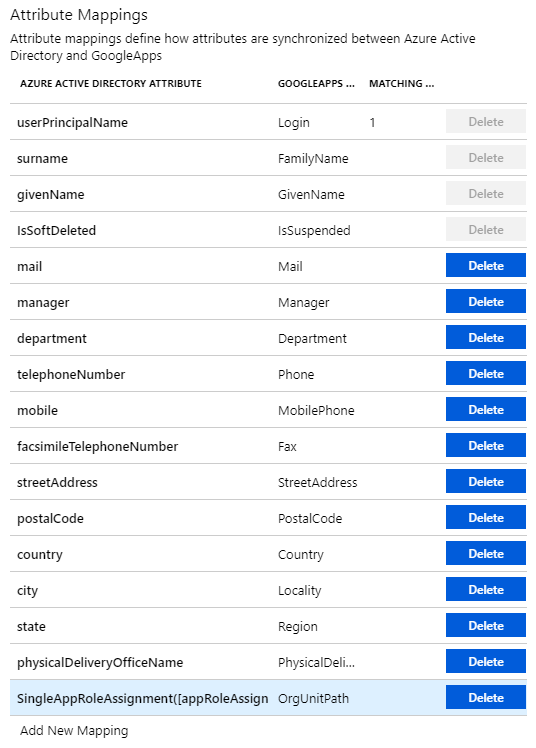 Attribute Mappings
Attribute mappings define how attributes are synchronized between Azure Active
Directory and GoogleApps
AZURE ACTIVE DIRECTORY ATTRIBUTE GOOGLEAPPS ... MATCHING ...
userPrincipalName Login 1 Delete
surname FamilyName Delete
givenName GivenName Delete
IsSoftDeleted IsSuspended Delete
mail Mail Delete
manager Manager Delete
department Department Delete
telephoneNumber Phone Delete
mobile MobilePhone Delete
facsimileTelephoneNumber Fax Delete
streetAddress StreetAddress Delete
postalCode PostalCode Delete
country Country Delete
city Locality Delete
state Region Delete
physicalDeliveryOfficeName PhysicalDeli... Delete
SingleAppRoleAssignment([appRoleAssign OrgUnitPath Delete
Add New Mapping